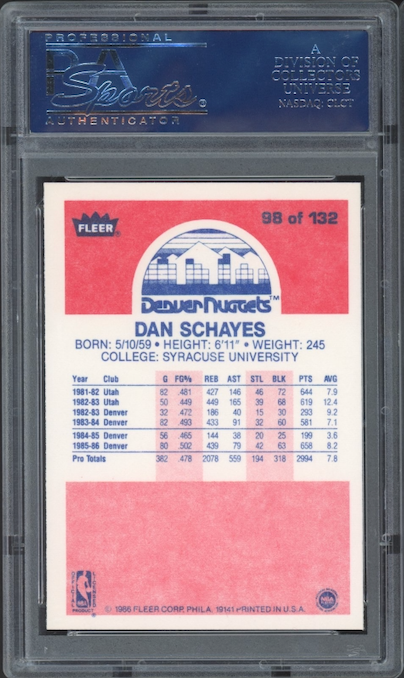 PROFESSIONAL
PSA
Sports®
AUTHENTICATOR
A
DIVISION OF
COLLECTORS
UNIVERSE
NASDAQ: CLCT
FLEER®
98 of 132
Denver Nuggets™
DAN SCHAYES
BORN: 5/10/59 • HEIGHT: 6'11" • WEIGHT: 245
COLLEGE: SYRACUSE UNIVERSITY
Year Club G FG% REB AST STL BLK PTS AVG
1981-82 Utah 82 .481 427 146 46 72 644 7.9
1982-83 Utah 50 .449 450 165 39 68 619 12.4
1982-83 Denver 32 .472 186 40 15 30 293 9.2
1983-84 Denver 82 .493 433 91 32 60 581 7.1
1984-85 Denver 56 .465 144 38 20 25 199 3.6
1985-86 Denver 80 .502 439 79 42 63 658 8.2
Pro Totals 382 .478 2078 559 194 318 2994 7.8
NBA
© 1986 FLEER CORP. PHILA. 19141 PRINTED IN U.S.A.